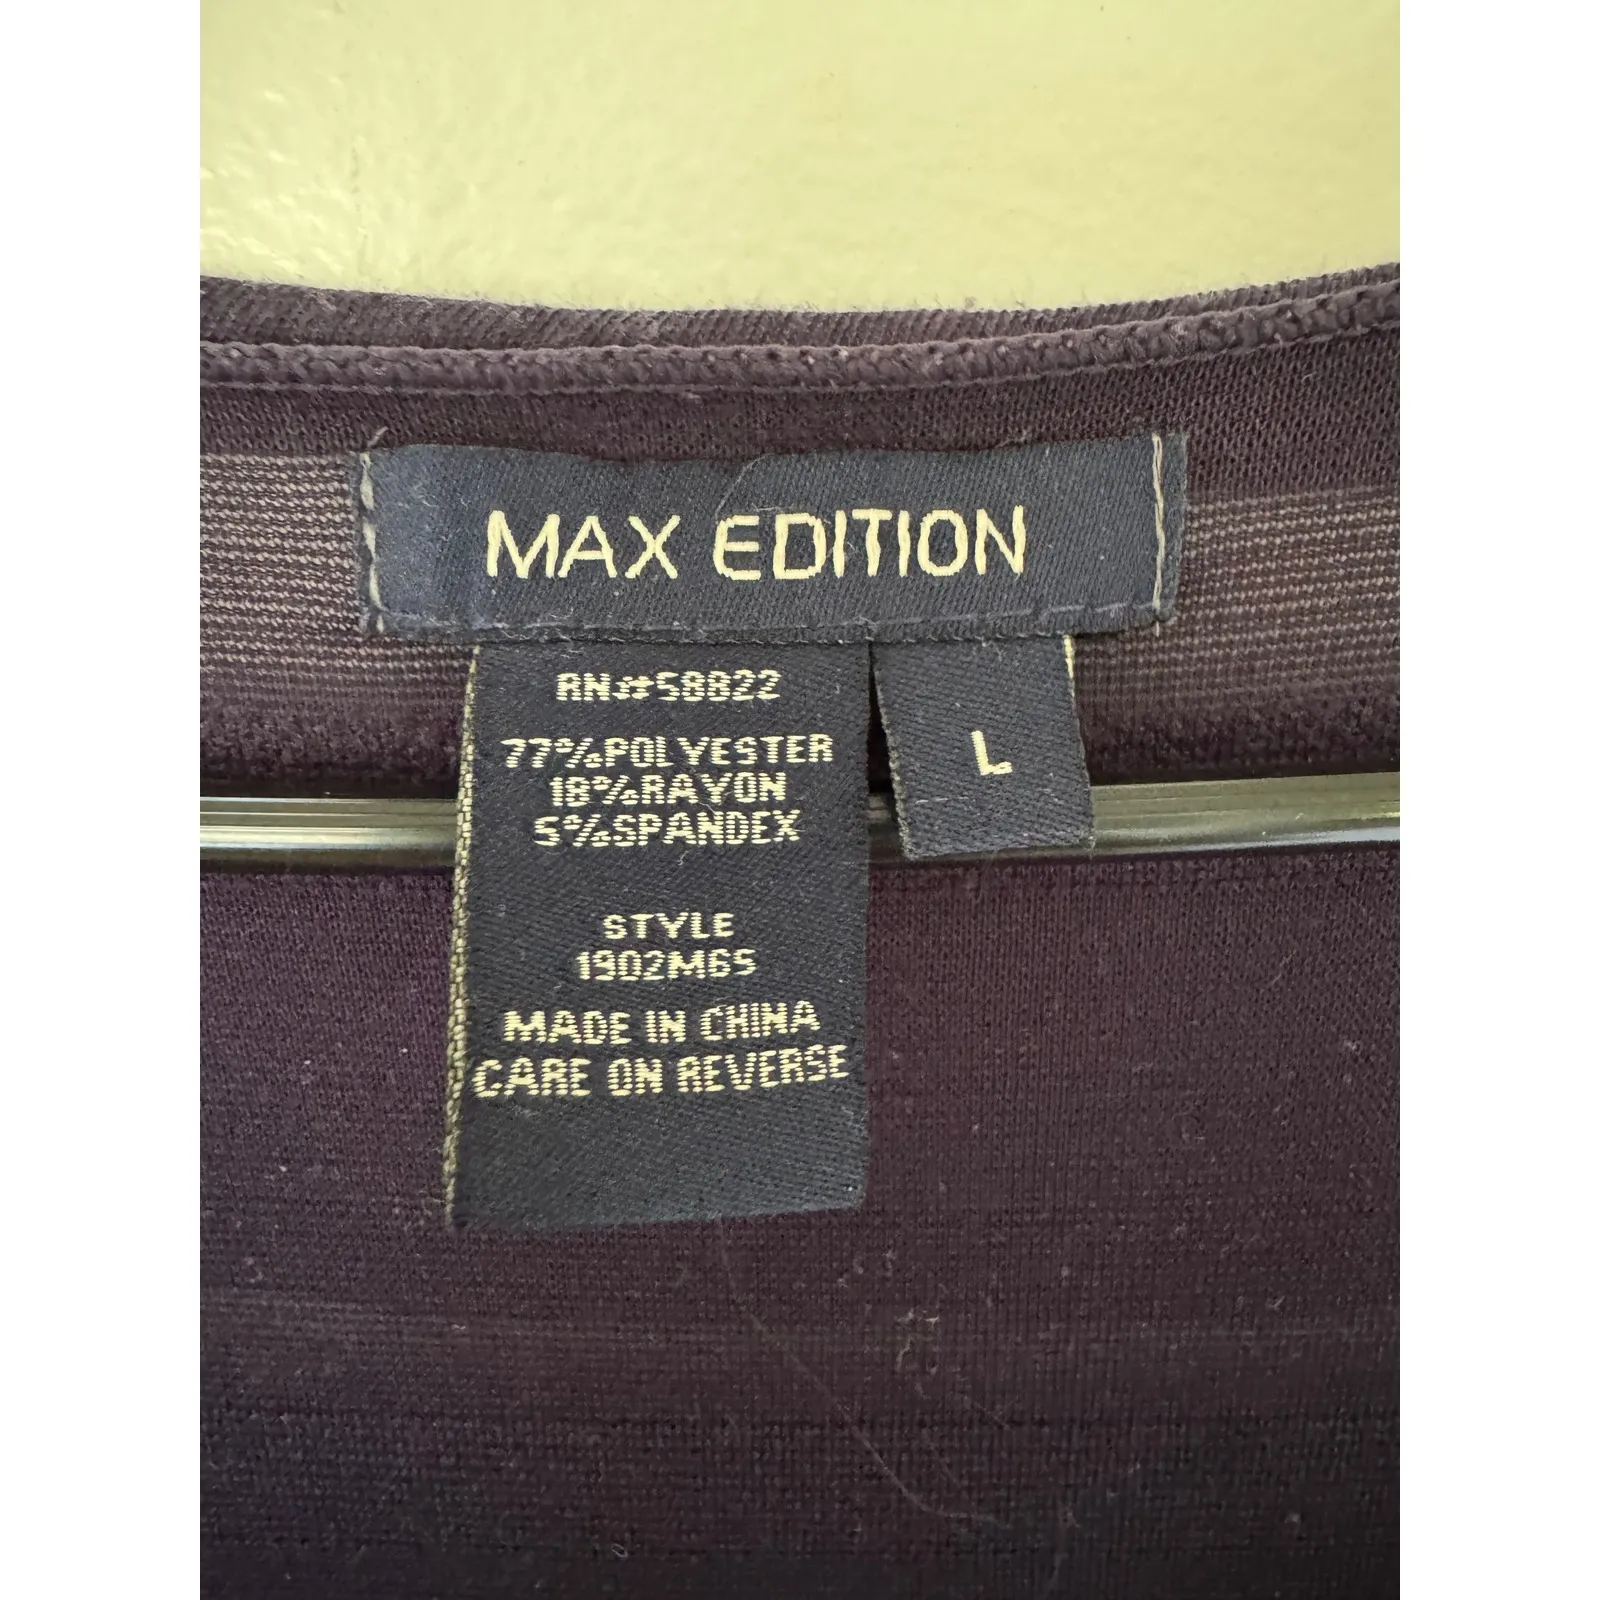 MAX EDITION
RN#58822
77%POLYESTER
18%RAYON
5%SPANDEX
L
STYLE
1902M65
MADE IN CHINA
CARE ON REVERSE